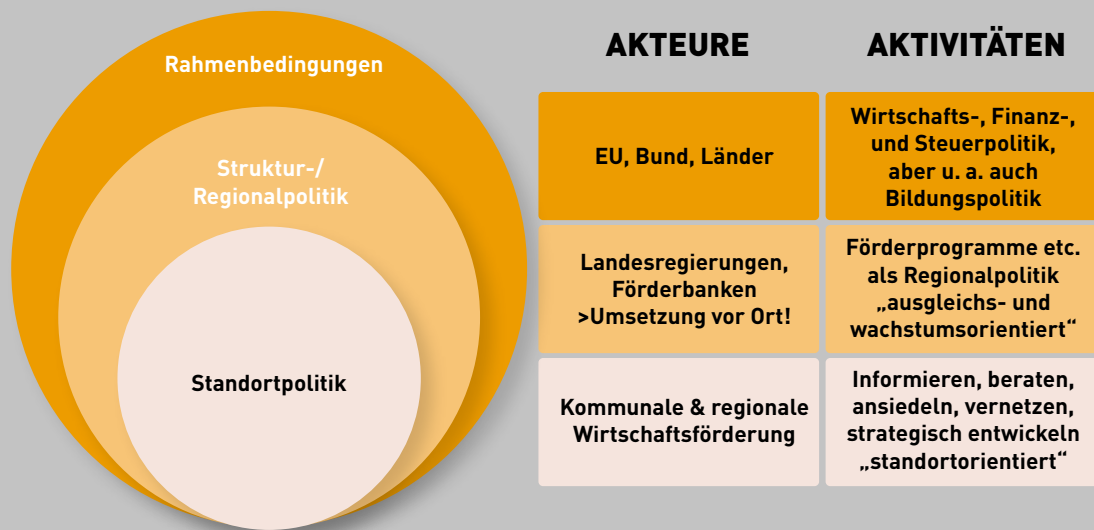 Rahmenbedingungen
Struktur-/
Regionalpolitik
Standortpolitik
AKTEURE
AKTIVITÄTEN
EU, Bund, Länder
Wirtschafts-, Finanz-,
und Steuerpolitik,
aber u. a. auch
Bildungspolitik
Landesregierungen,
Förderbanken
>Umsetzung vor Ort!
Förderprogramme etc.
als Regionalpolitik
„ausgleichs- und
wachstumsorientiert“
Kommunale & regionale
Wirtschaftsförderung
Informieren, beraten,
ansiedeln, vernetzen,
strategisch entwickeln
„standortorientiert“